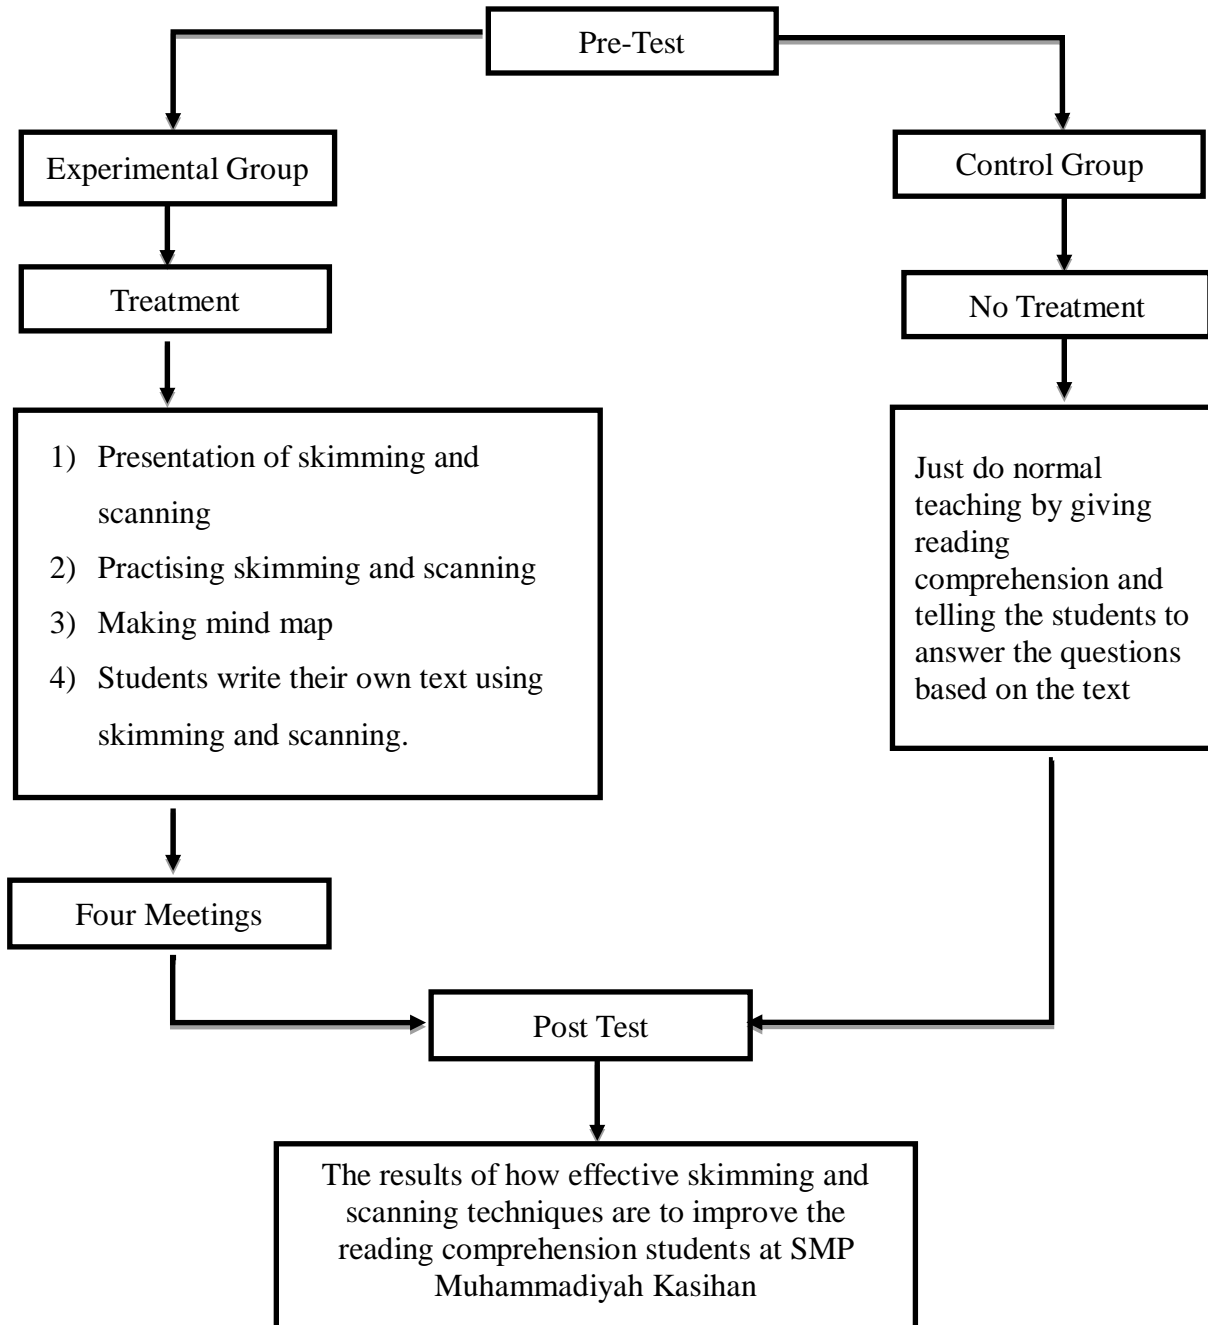 Pre-Test
Experimental Group
Control Group
Treatment
No Treatment
1) Presentation of skimming and
scanning
2) Practising skimming and scanning
3) Making mind map
4) Students write their own text using
skimming and scanning.
Just do normal
teaching by giving
reading
comprehension and
telling the students to
answer the questions
based on the text
Four Meetings
Post Test
The results of how effective skimming and
scanning techniques are to improve the
reading comprehension students at SMP
Muhammadiyah Kasihan